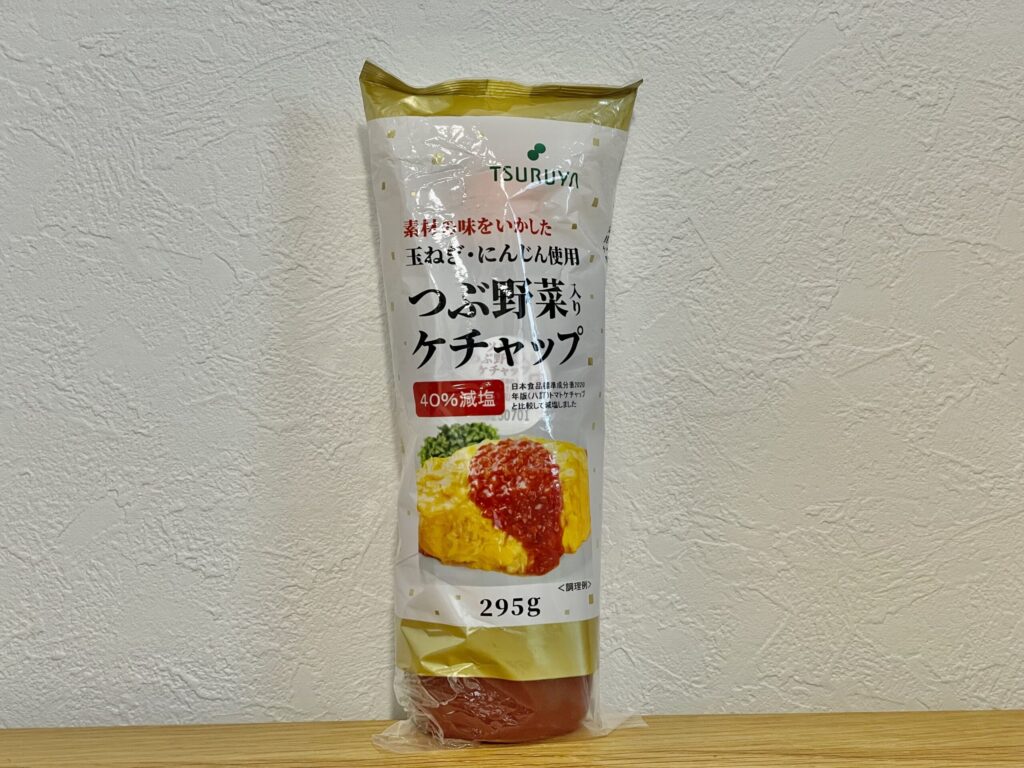 TSURUYA
素材の味をいかした
玉ねぎ・にんじん使用
つぶ野菜入り
ケチャップ
40%減塩
日本食品標準成分表2020
年版(八訂)トマトケチャップ
と比較して減塩しました
<調理例>
295g